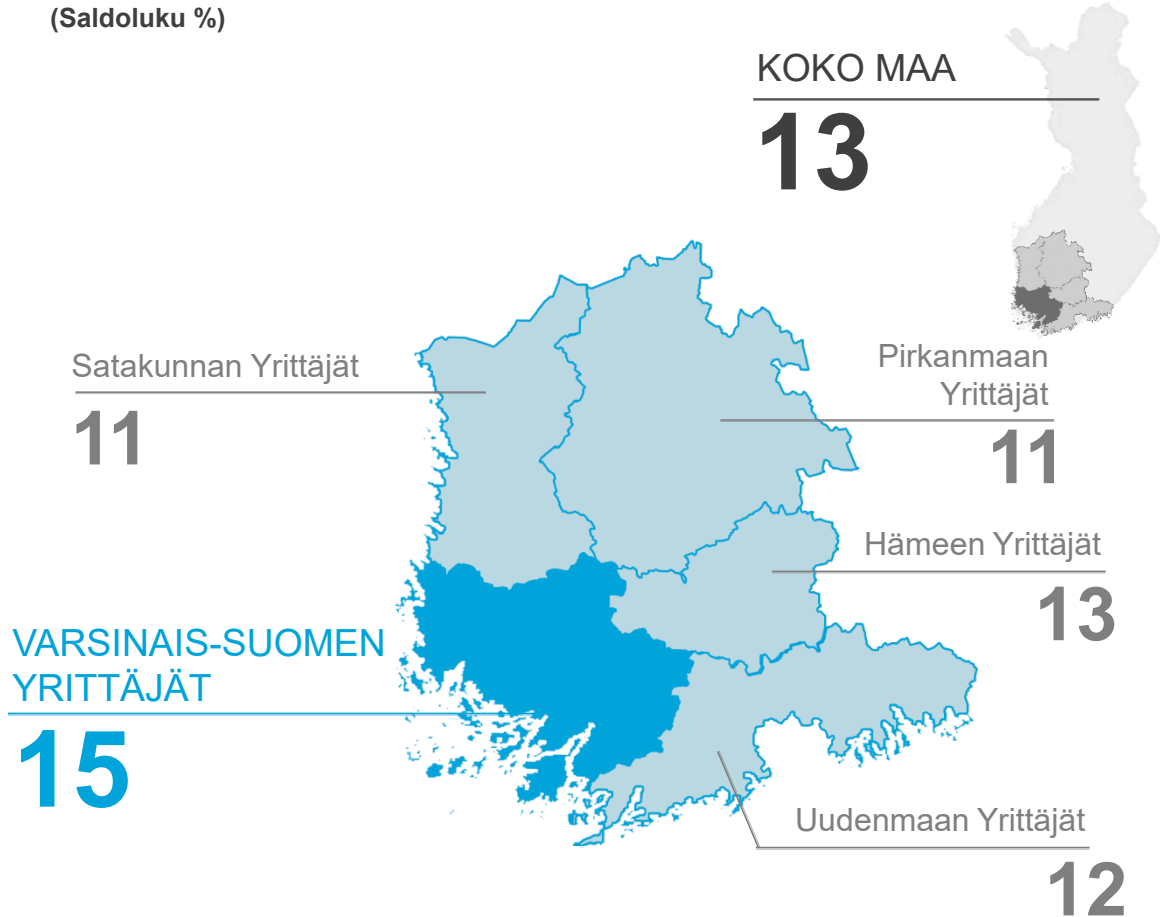 (Saldoluku %)
KOKO MAA
13
Satakunnan Yrittäjät
11
Pirkanmaan
Yrittäjät
11
Hämeen Yrittäjät
13
VARSINAIS-SUOMEN
YRITTÄJÄT
15
Uudenmaan Yrittäjät
12